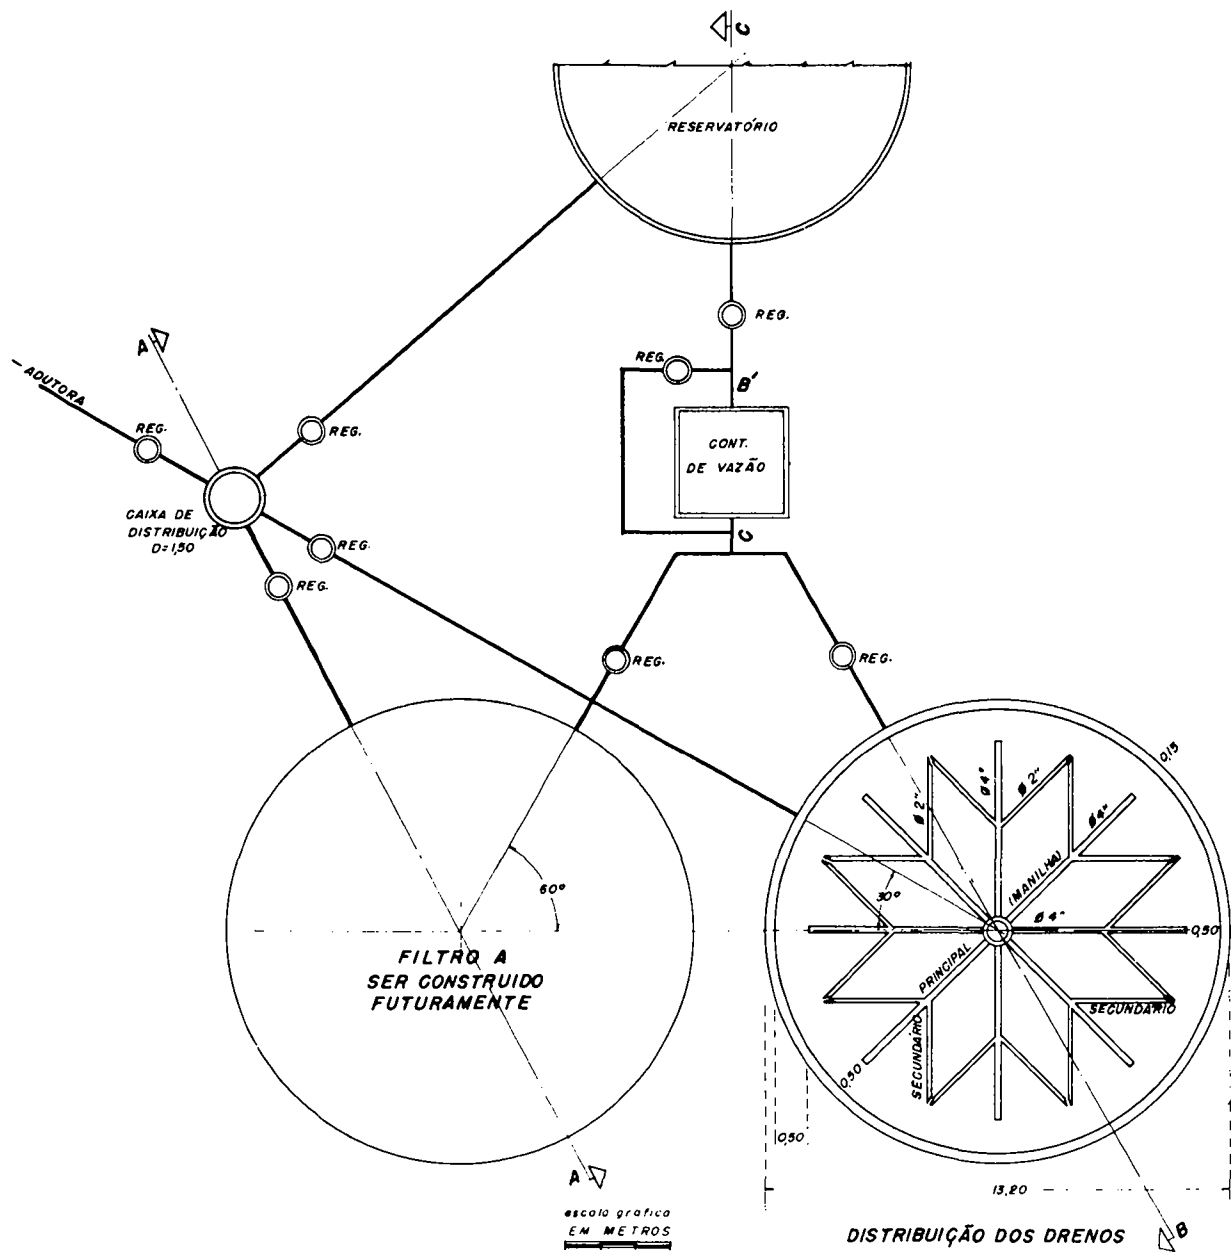 C
RESERVATÓRIO
REG.
REG.
B'
A
- ADUTORA
REG.
REG.
CONT.
DE VAZÃO
CAIXA DE
DISTRIBUIÇÃO
D=1,50
C
REG.
REG.
REG.
REG.
0,15
Ø 2"
Ø 4"
Ø 2"
Ø 4"
(MANILHA)
60°
30°
Ø 4"
0,50
FILTRO A
SER CONSTRUIDO
FUTURAMENTE
PRINCIPAL
SECUNDÁRIO
SECUNDÁRIO
0,50
0,50
A
13,20
escala gráfica
EM METROS
DISTRIBUIÇÃO DOS DRENOS
B